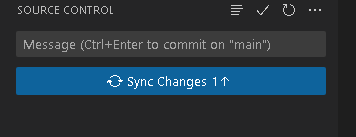 SOURCE CONTROL
Message (Ctrl+Enter to commit on "main")
Sync Changes 1↑